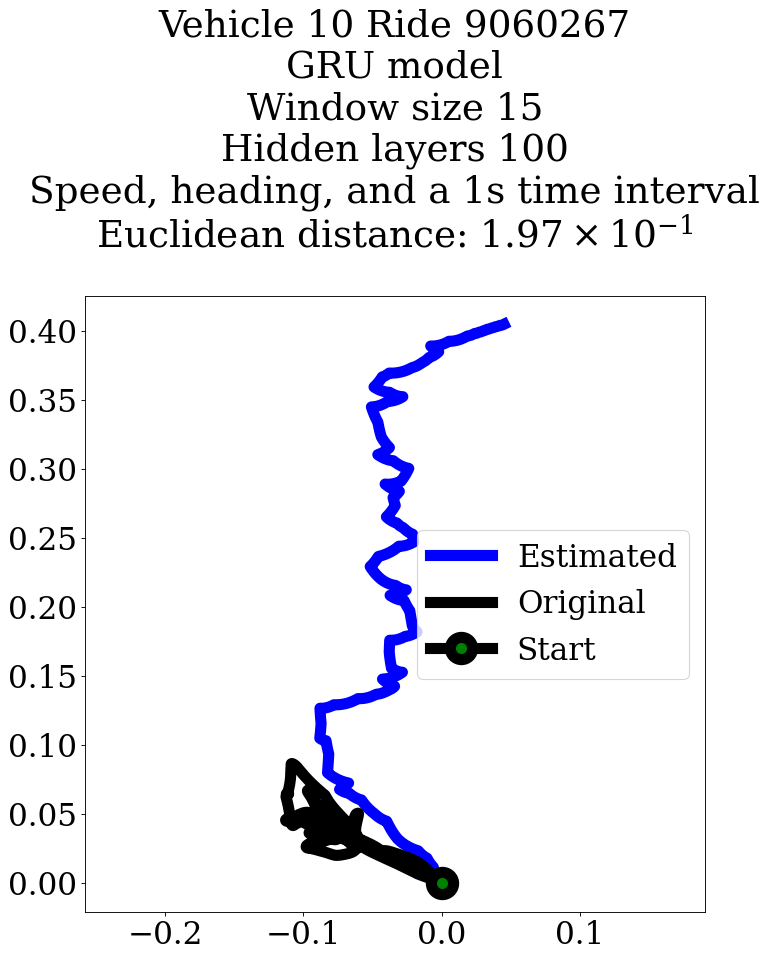 Vehicle 10 Ride 9060267
GRU model
Window size 15
Hidden layers 100
Speed, heading, and a 1s time interval
Euclidean distance: 1.97 × 10⁻¹
0.40
0.35
0.30
0.25
0.20
0.15
0.10
0.05
0.00
Estimated
Original
Start
−0.2 −0.1 0.0 0.1